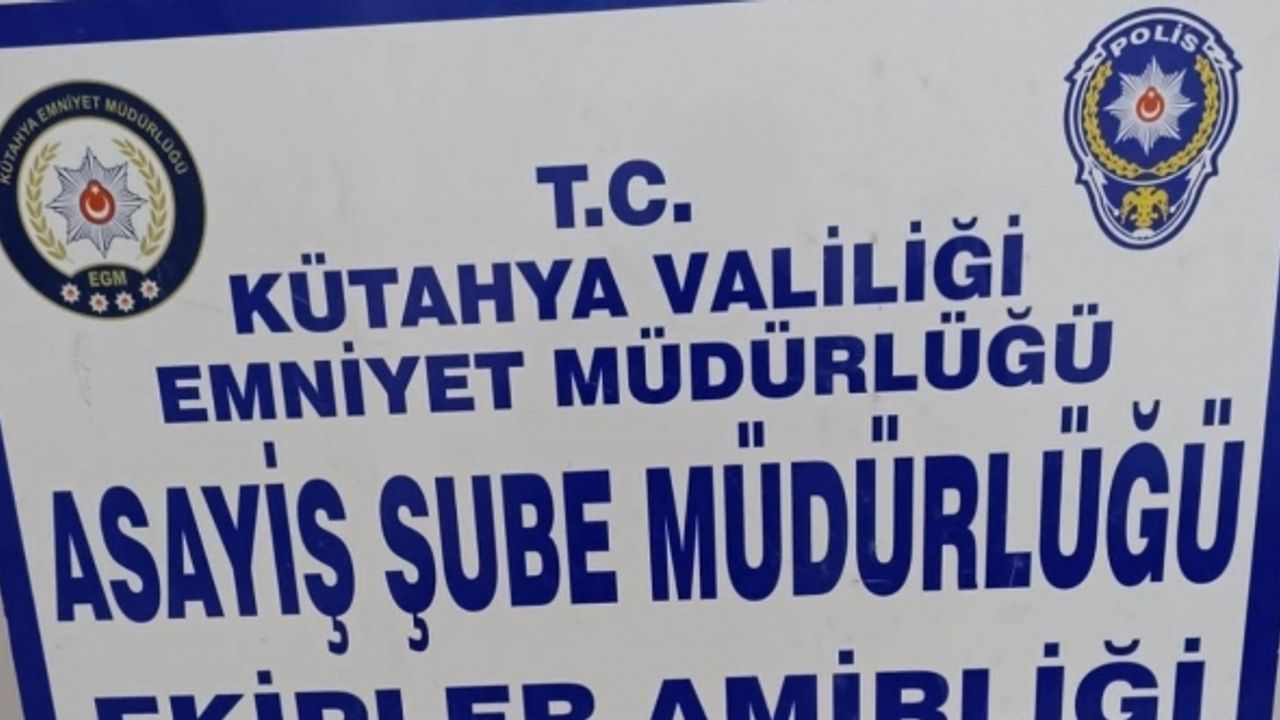 KÜTAHYA EMNİYET MÜDÜRLÜĞÜ
EGM
POLİS
T.C.
KÜTAHYA VALİLİĞİ
EMNİYET MÜDÜRLÜĞÜ
ASAYİŞ ŞUBE MÜDÜRLÜĞÜ
EKİPLER AMİRLİĞİ